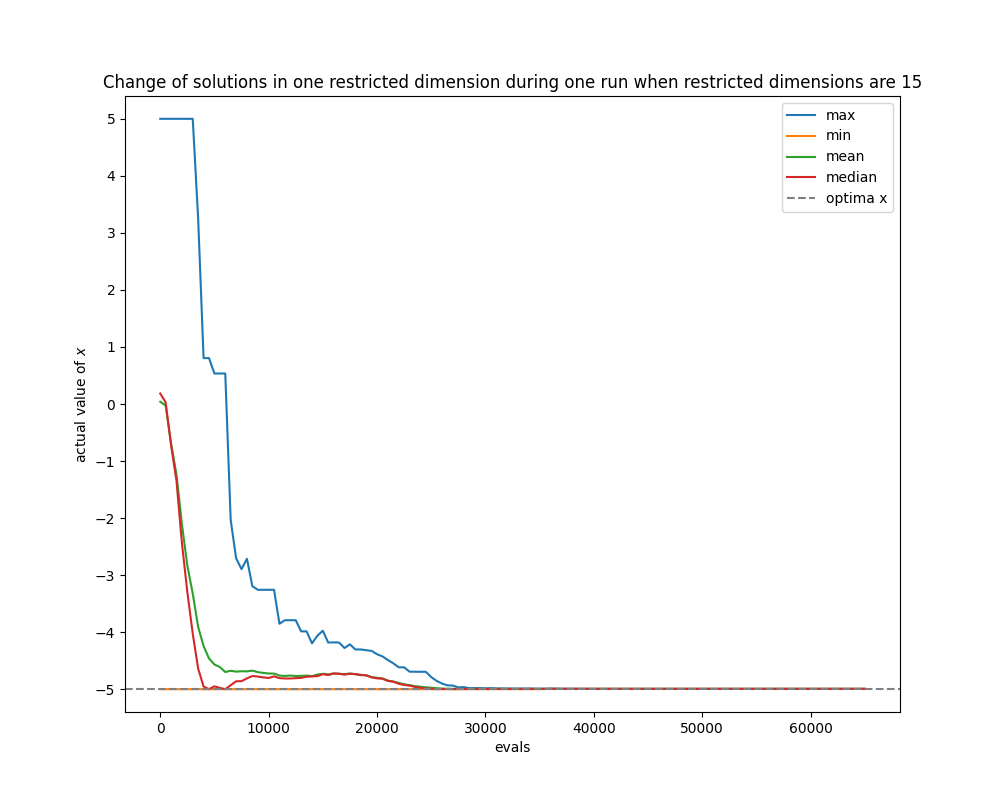 Change of solutions in one restricted dimension during one run when restricted dimensions are 15
max
min
mean
median
optima x
actual value of x
5
4
3
2
1
0
−1
−2
−3
−4
−5
0 10000 20000 30000 40000 50000 60000
evals